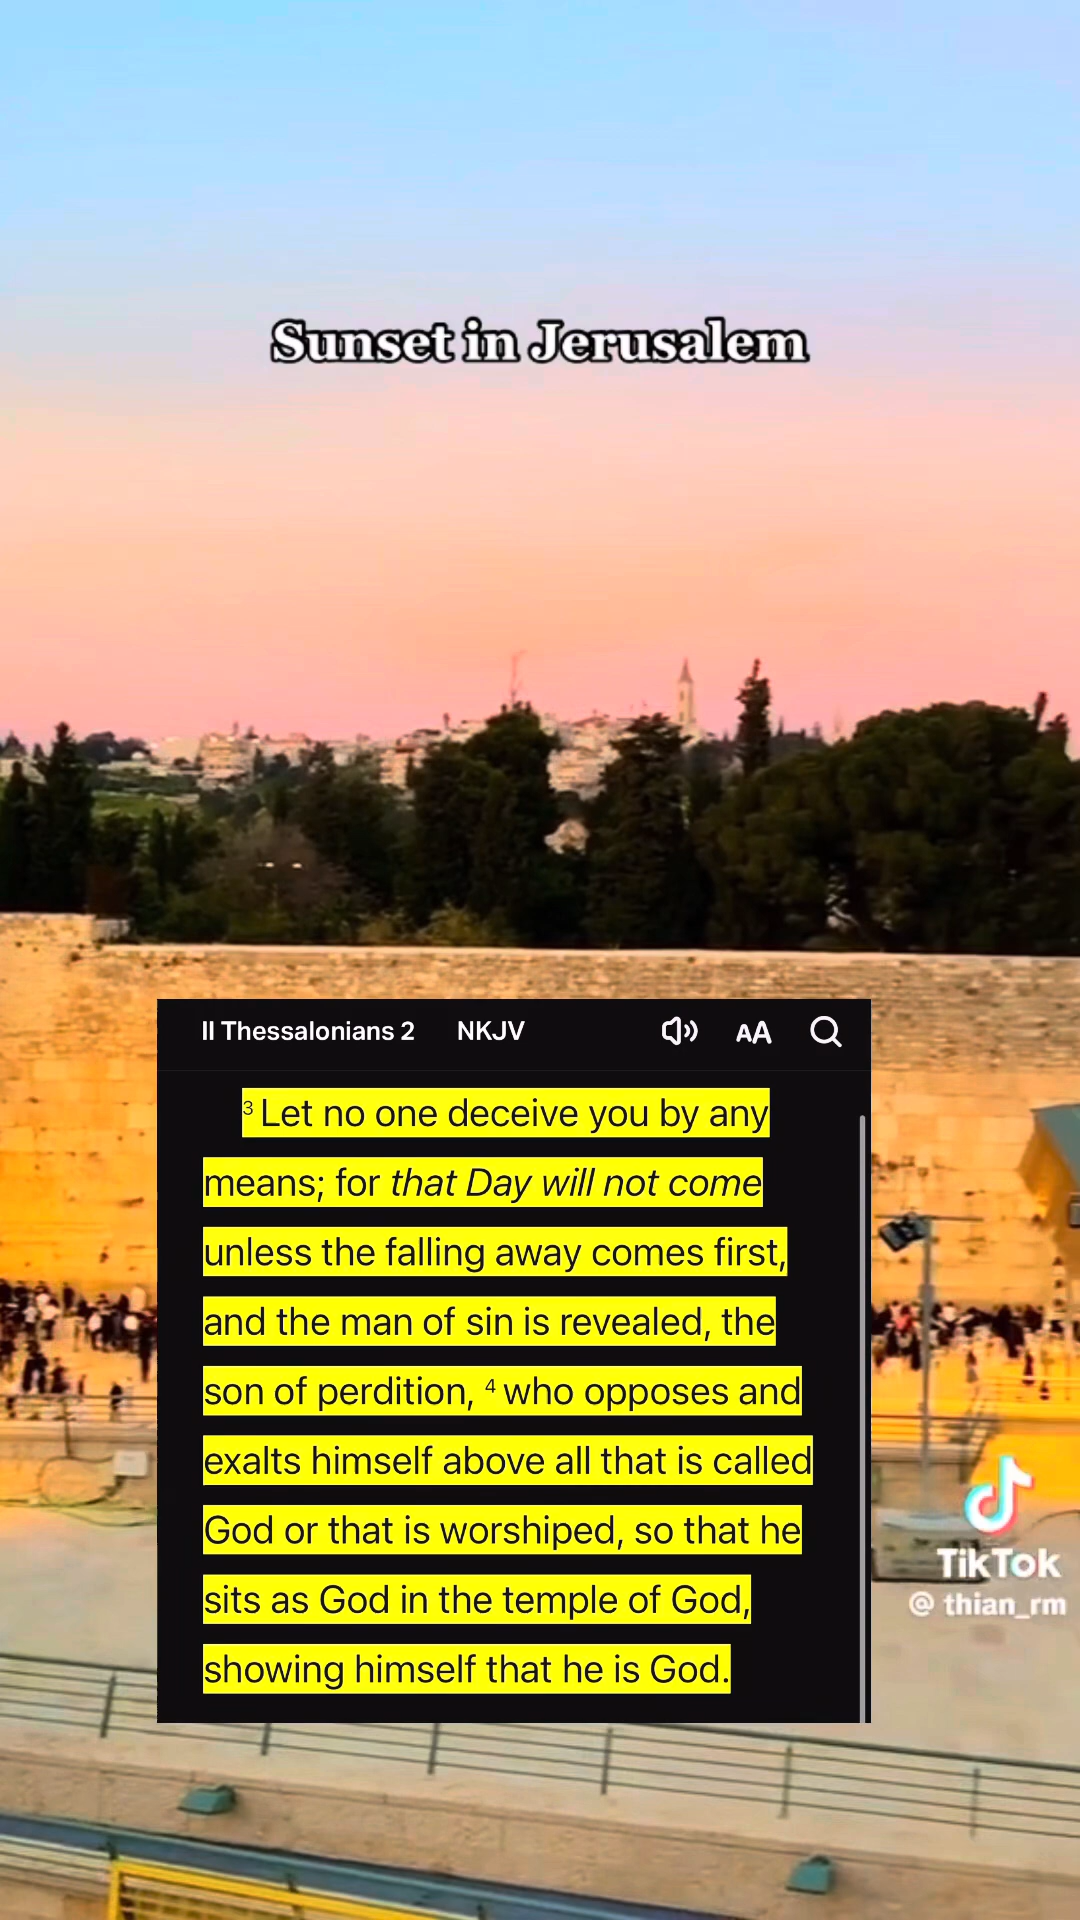 Sunset in Jerusalem
II Thessalonians 2 NKJV AA
3 Let no one deceive you by any
means; for that Day will not come
unless the falling away comes first,
and the man of sin is revealed, the
son of perdition, 4 who opposes and
exalts himself above all that is called
God or that is worshiped, so that he
sits as God in the temple of God,
showing himself that he is God.
TikTok
@ thian_rm